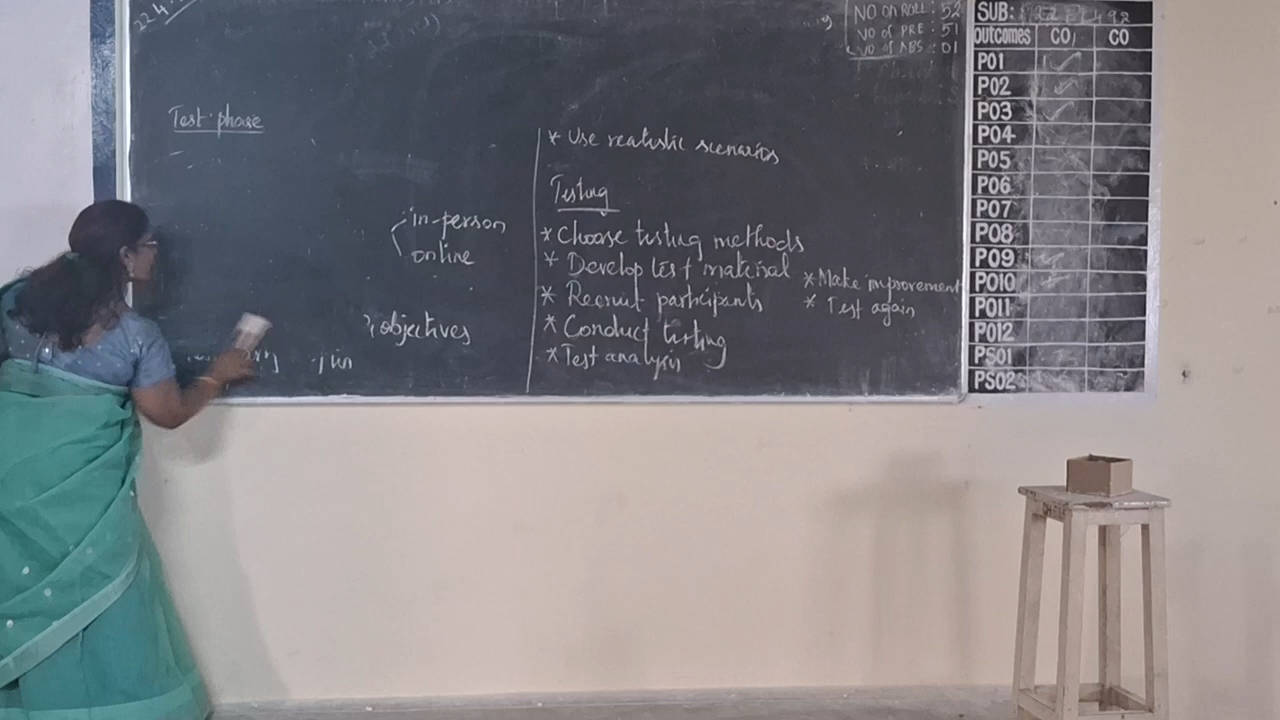 22.4.
NO ON ROLL : 52
NO OF PRE : 51
NO OF ABS : 01
Test phase
in-person
online
objectives
* Use realistic scenarios
Testing
* Choose testing methods
* Develop test material
* Recruit participants
* Conduct testing
* Test analysis
* Make improvement
* Test again
SUB:
OUTCOMES CO1 CO
PO1 ✓
PO2 ✓
PO3 ✓
PO4
PO5
PO6
PO7
PO8
PO9 ✓
PO10
PO11
PO12
PSO1
PSO2